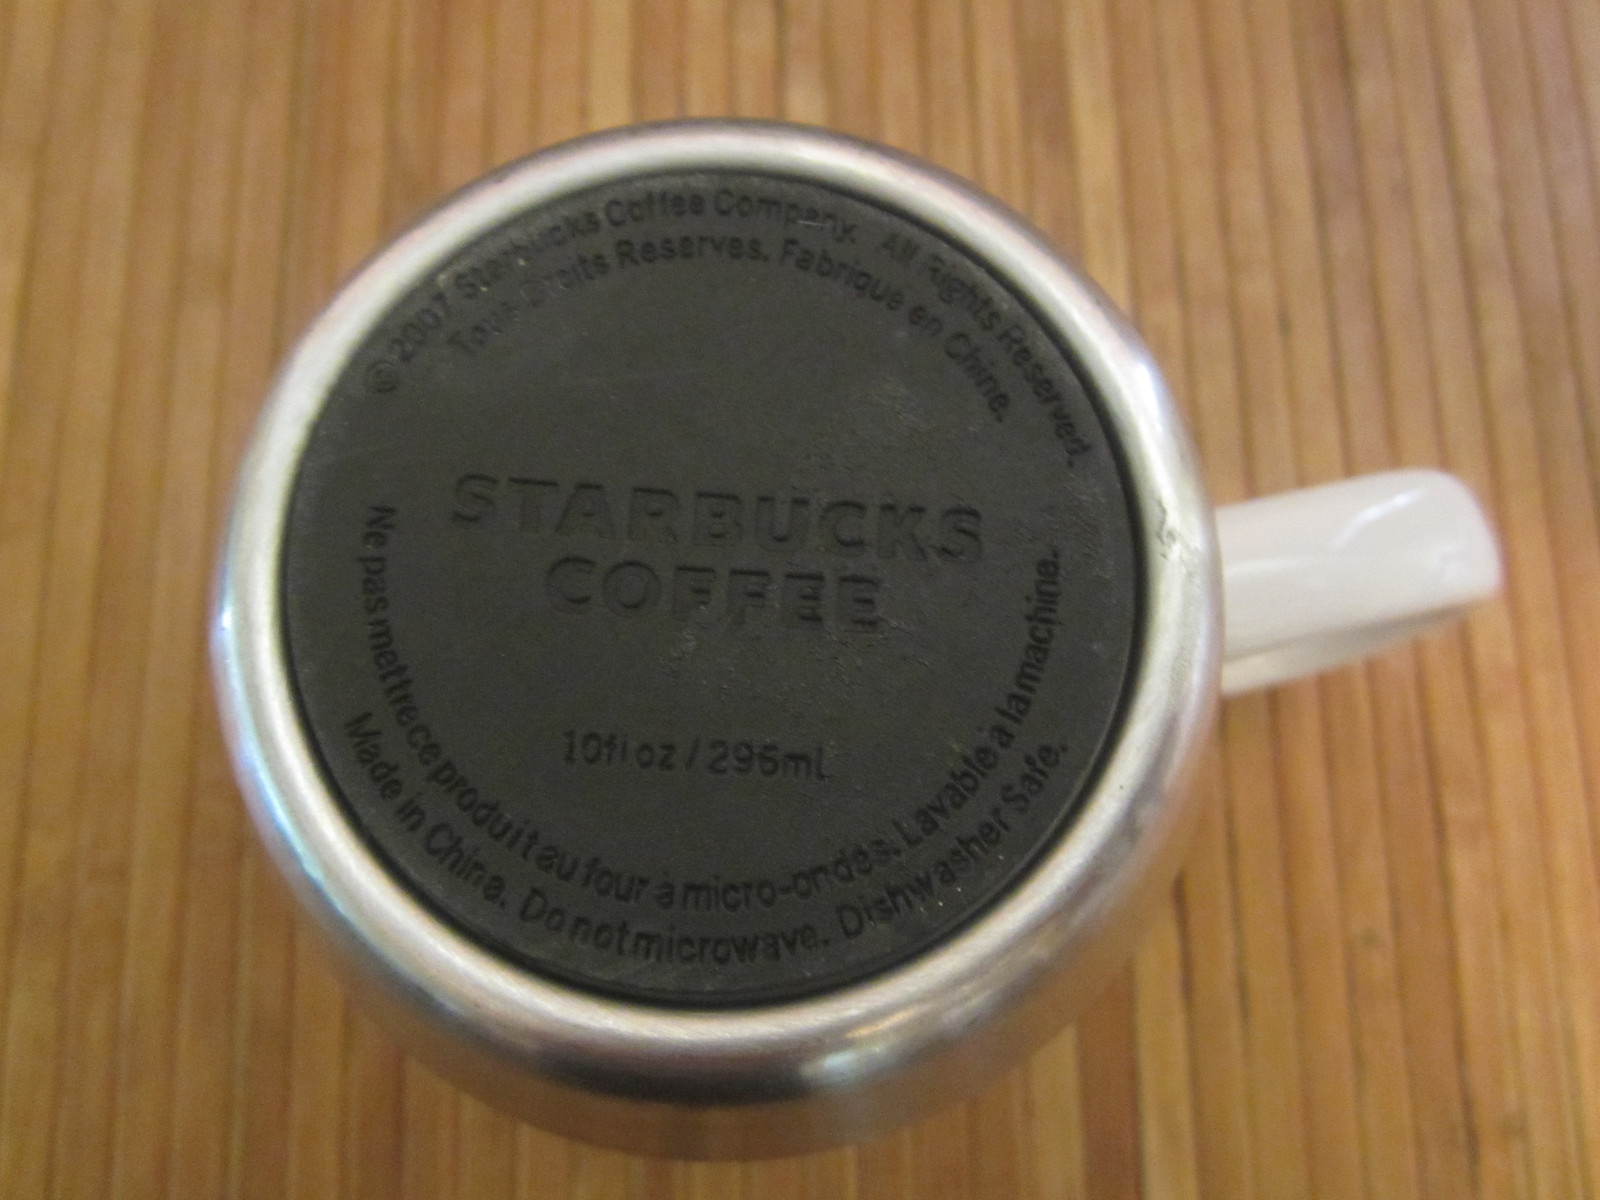 © 2007 Starbucks Coffee Company. All Rights Reserved.
Tous Droits Reserves. Fabrique en Chine.
STARBUCKS
COFFEE
10fl oz / 296mL
Ne pas mettre ce produit au four à micro-ondes. Lavable à la machine.
Made in China. Do not microwave. Dishwasher Safe.